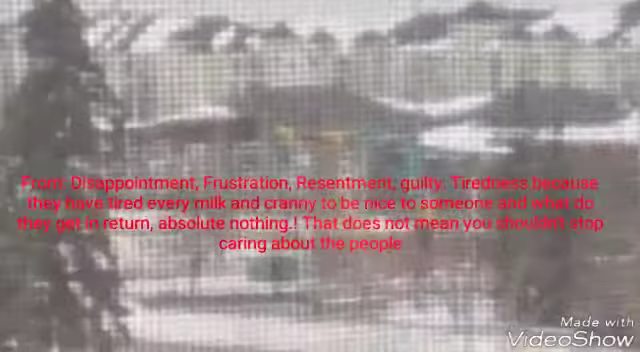 From: Disappointment, Frustration, Resentment, guilty. Tiredness because
they have tired every milk and cranny to be nice to someone and what do
they get in return, absolute nothing.! That does not mean you shouldn't stop
caring about the people
Made with
VideoShow